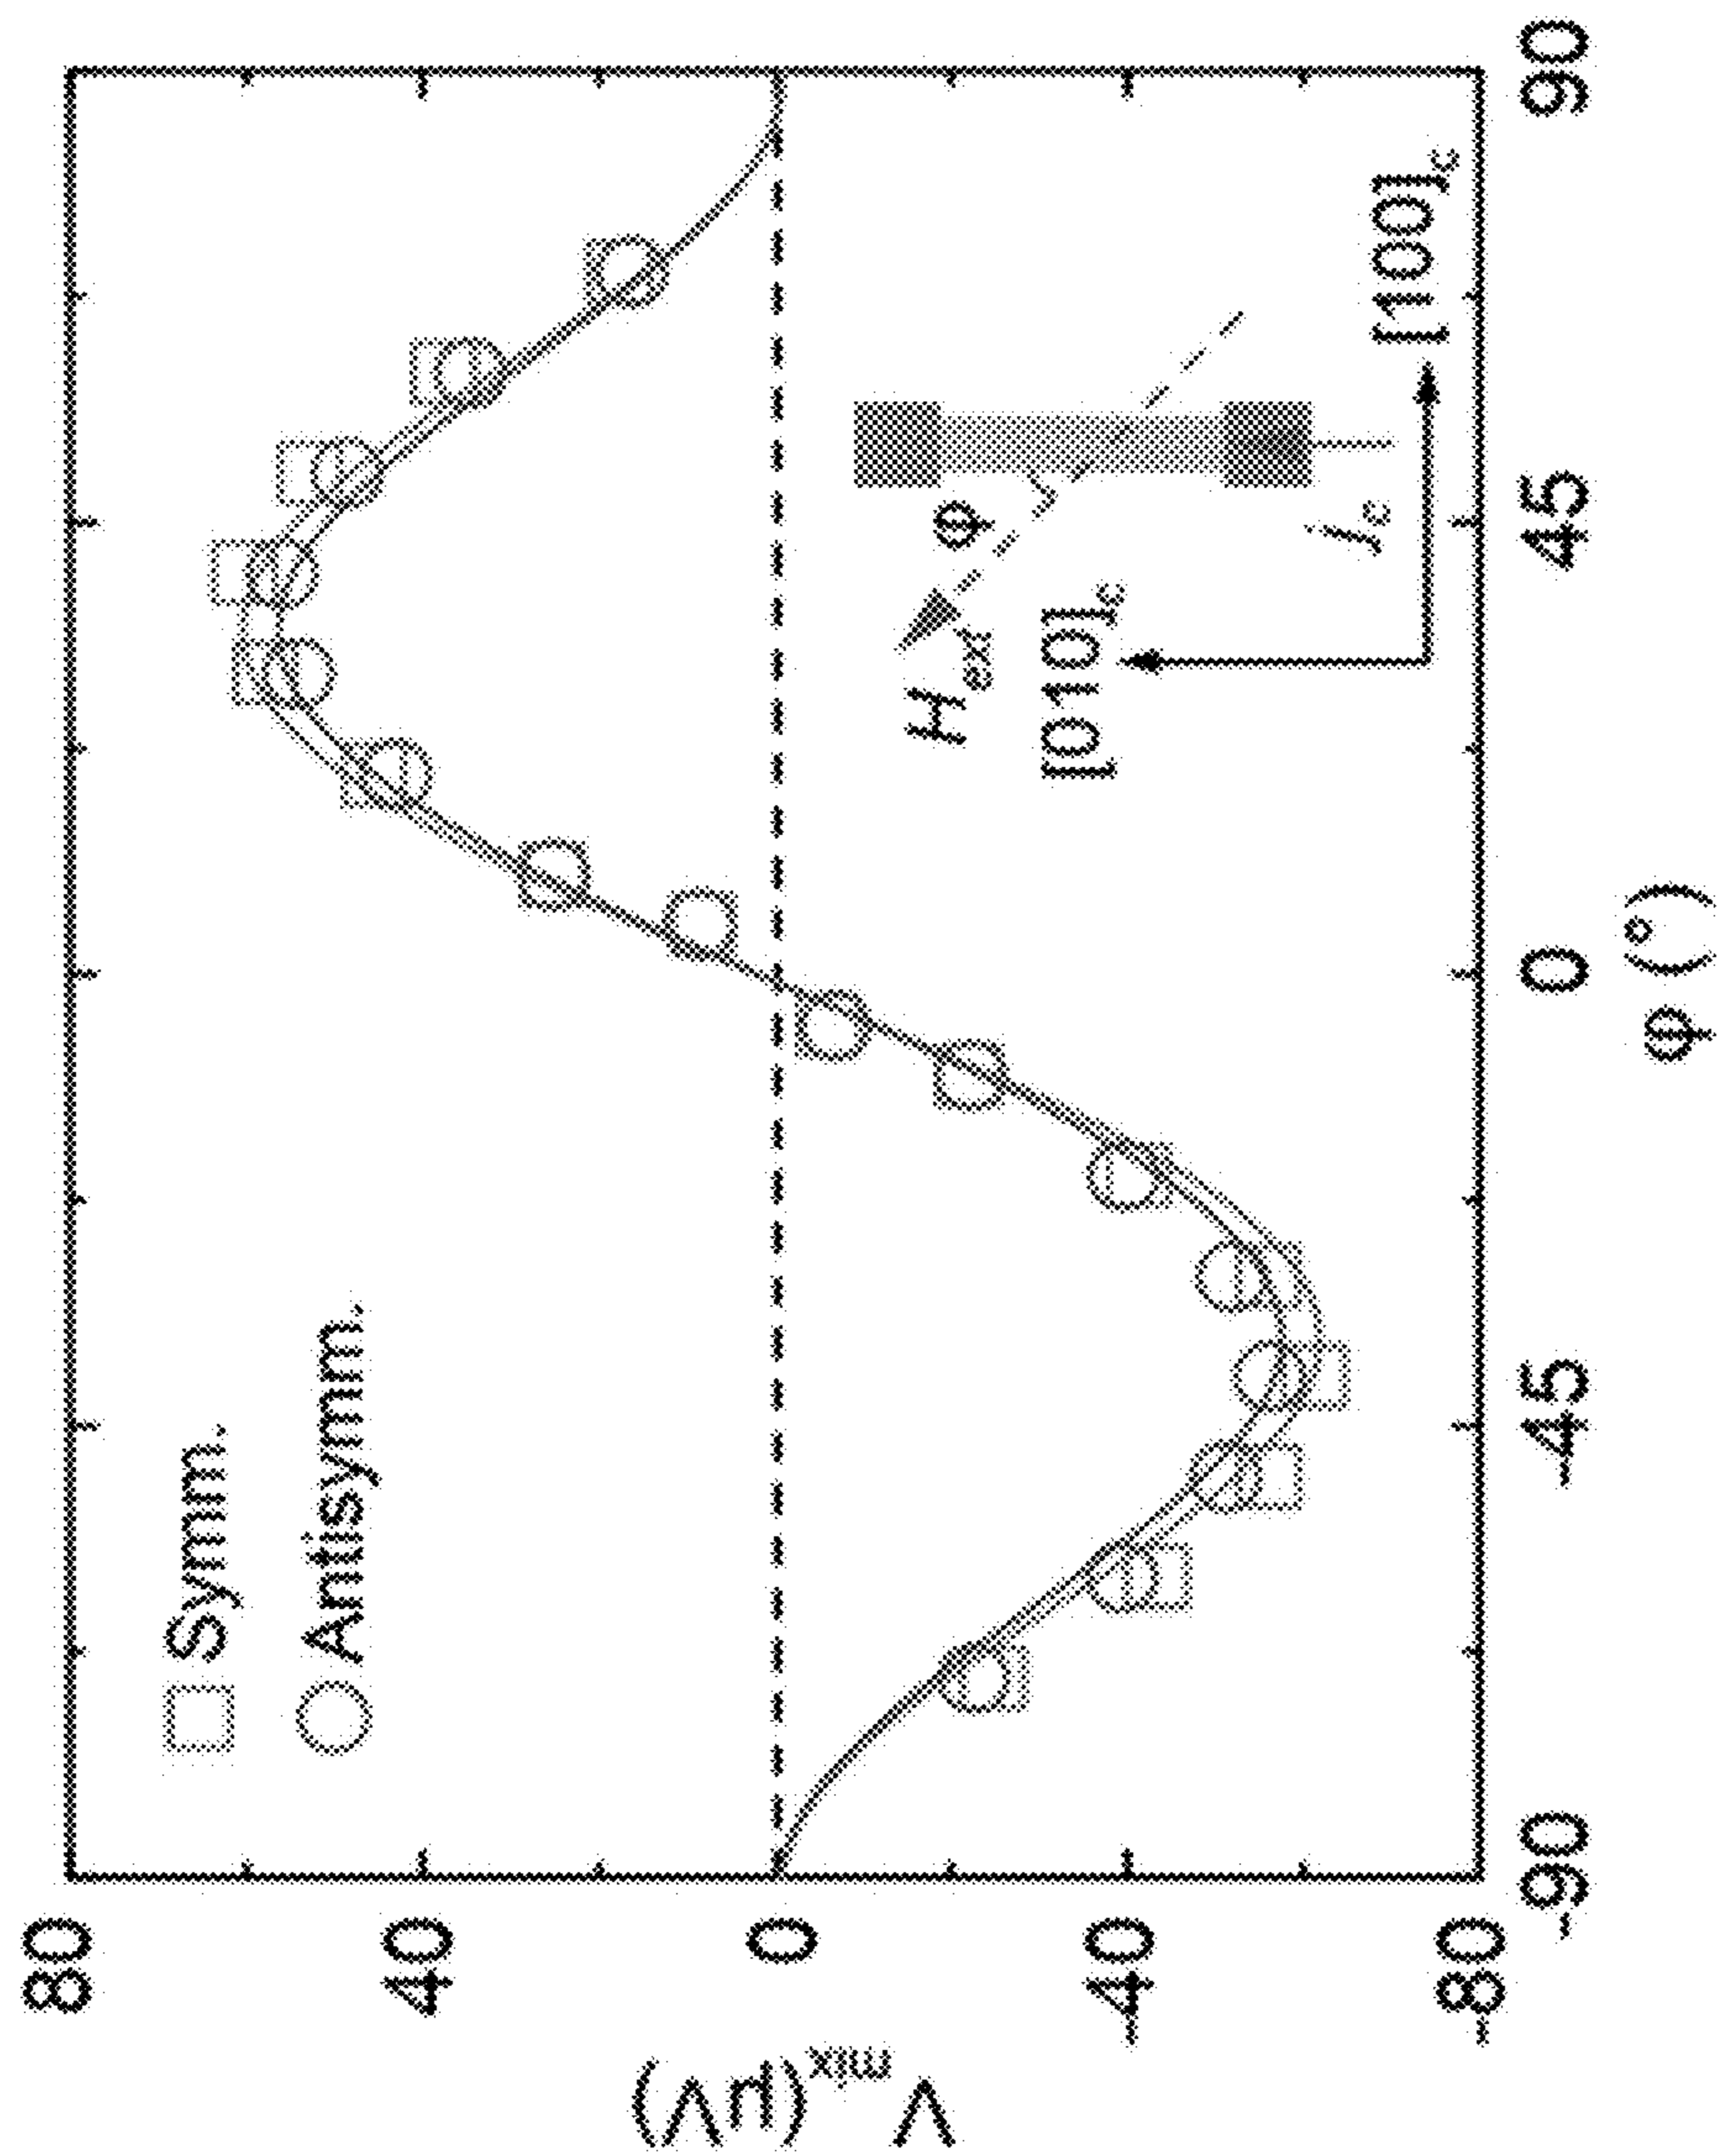 V_mix (μV)
80
40
0
−40
−80
□ Symm.
○ Antisymm.
H_ext
φ
[010]_c
j_c
[100]_c
−90
−45
0
45
90
φ (°)